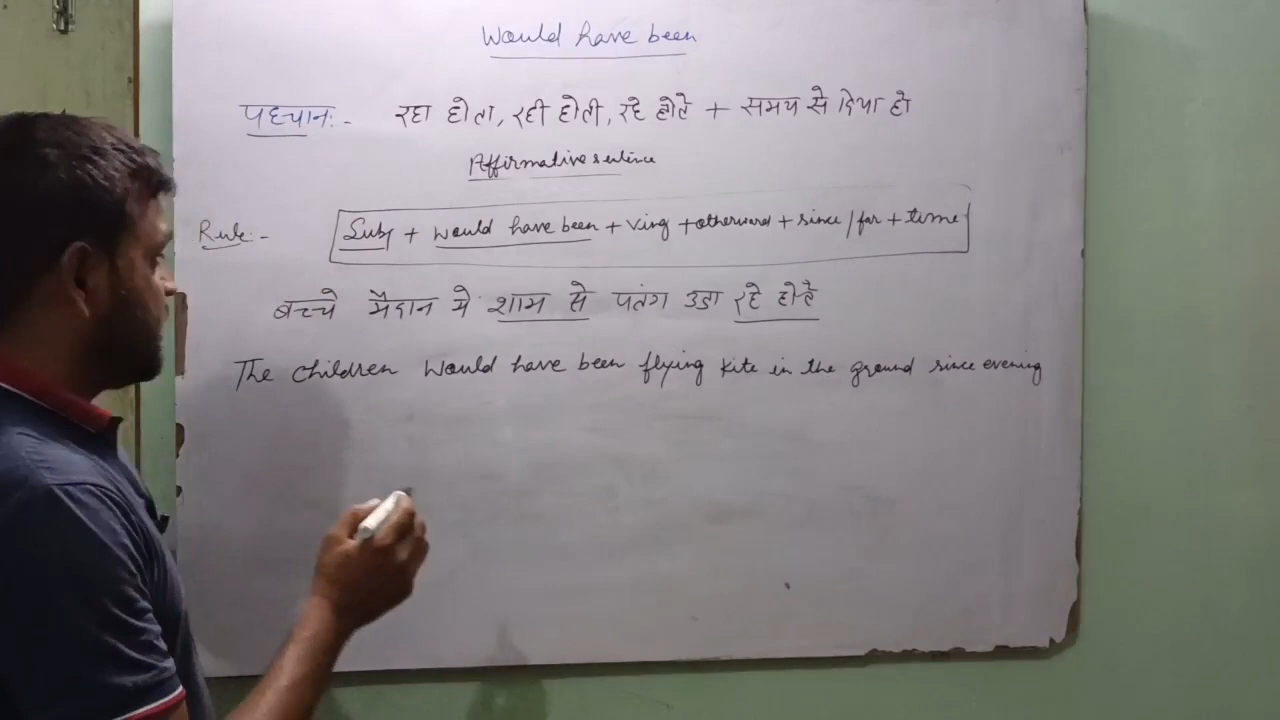 Would have been
पहचान:- रहा होता, रही होती, रहे होते + समय से दिया हो
Affirmative sentence
Rule:- Subj + would have been + Ving + otherword + since/for + time
बच्चे मैदान मे शाम से पतंग उडा रहे होते
The children would have been flying kite in the ground since evening